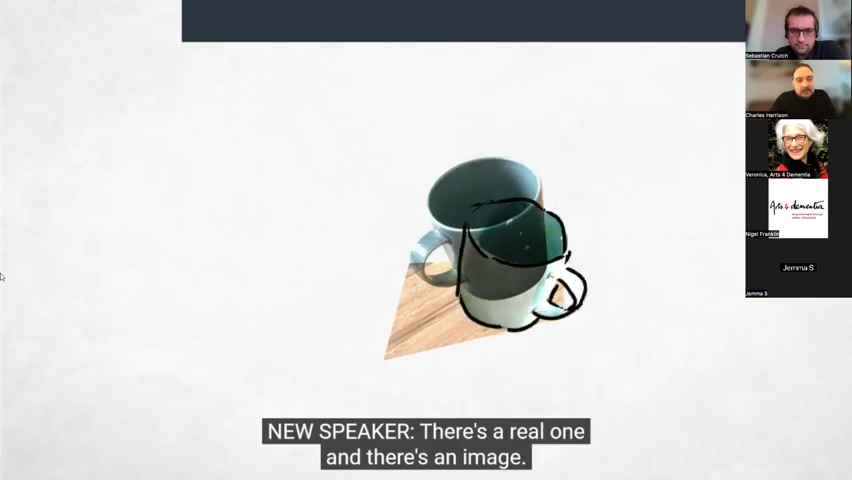 Sebastian Crutch
Charles Harrison
Veronica, Arts 4 Dementia
Arts 4 dementia
Nigel Franklin
Jemma S
Jemma S
NEW SPEAKER: There's a real one
and there's an image.